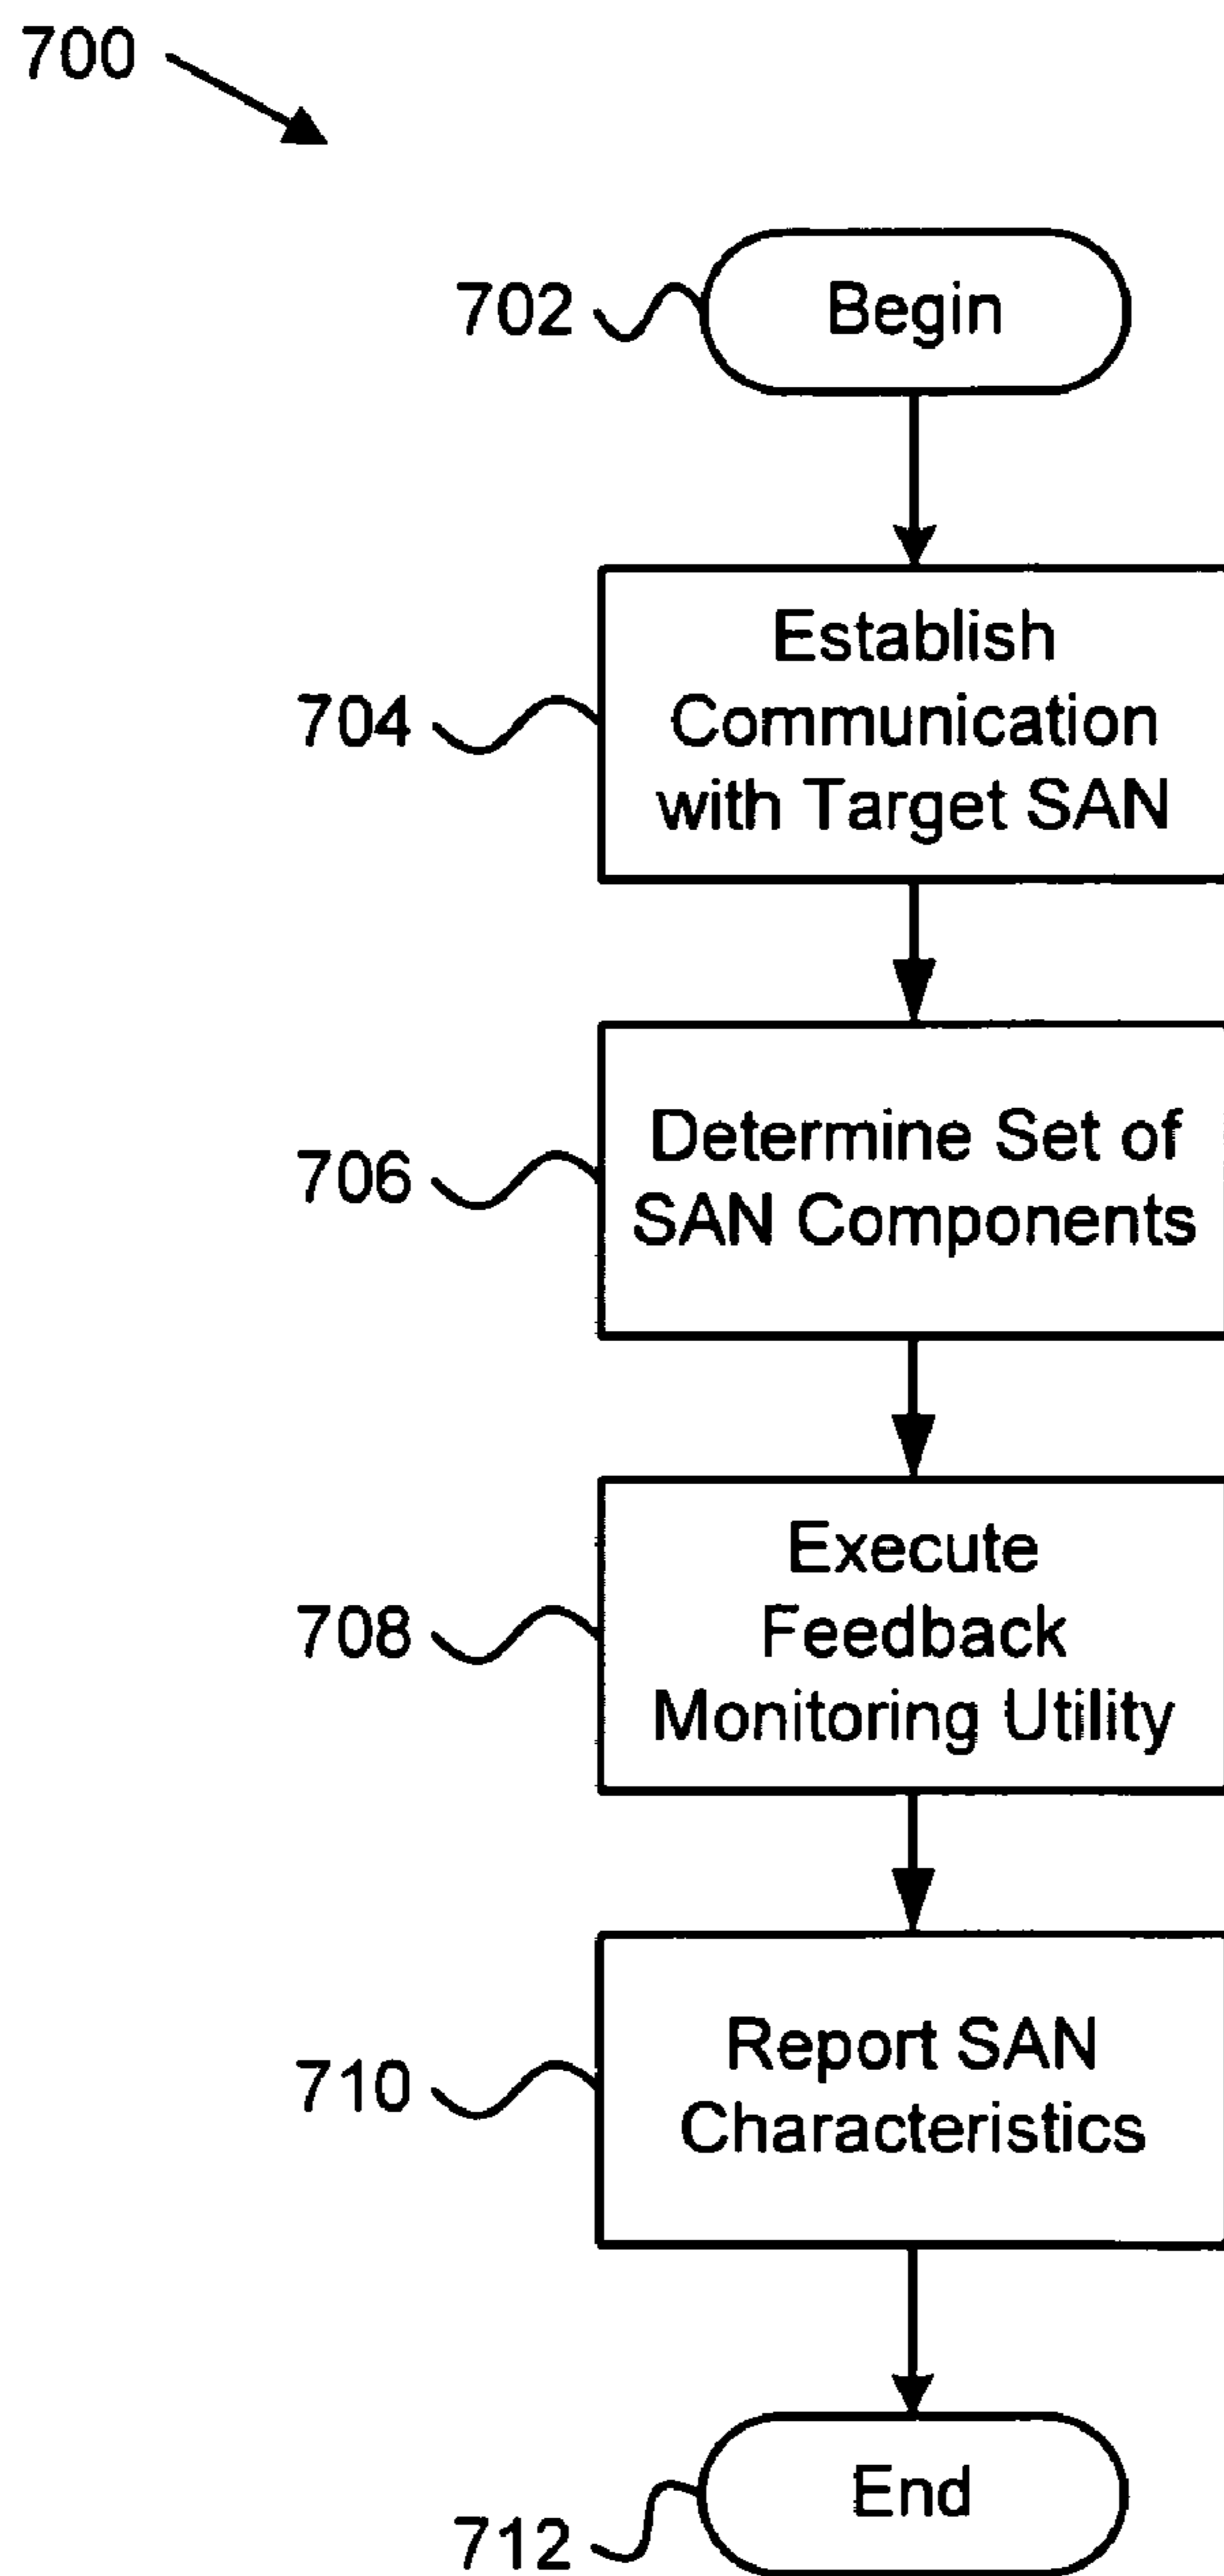 700
702
Begin
704
Establish
Communication
with Target SAN
706
Determine Set of
SAN Components
708
Execute
Feedback
Monitoring Utility
710
Report SAN
Characteristics
712
End